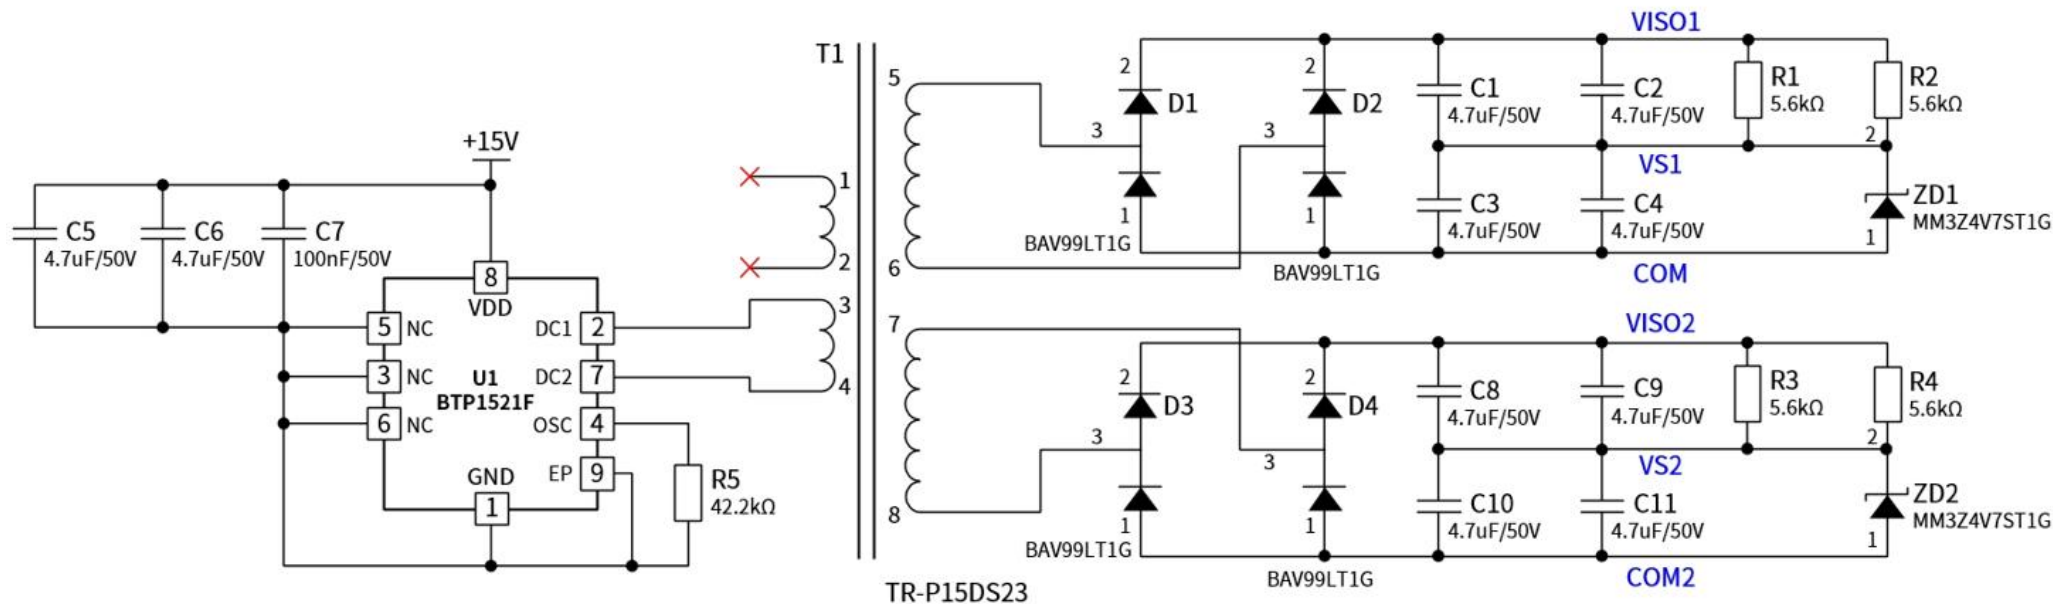 VISO1
T1
5
2
D1
2
D2
C1
4.7uF/50V
C2
4.7uF/50V
R1
5.6kΩ
R2
5.6kΩ
3
3
2
+15V
1
VS1
1
1
C3
4.7uF/50V
C4
4.7uF/50V
ZD1
MM3Z4V7ST1G
1
C5
4.7uF/50V
C6
4.7uF/50V
C7
100nF/50V
BAV99LT1G
2
6
BAV99LT1G
COM
8
VDD
3
5
NC
DC1
2
7
VISO2
3
NC
U1
BTP1521F
DC2
7
4
2
D3
2
D4
C8
4.7uF/50V
C9
4.7uF/50V
R3
5.6kΩ
R4
5.6kΩ
6
NC
OSC
4
3
3
2
VS2
GND
EP
9
R5
42.2kΩ
1
8
1
1
C10
4.7uF/50V
C11
4.7uF/50V
ZD2
MM3Z4V7ST1G
1
BAV99LT1G
BAV99LT1G
COM2
TR-P15DS23